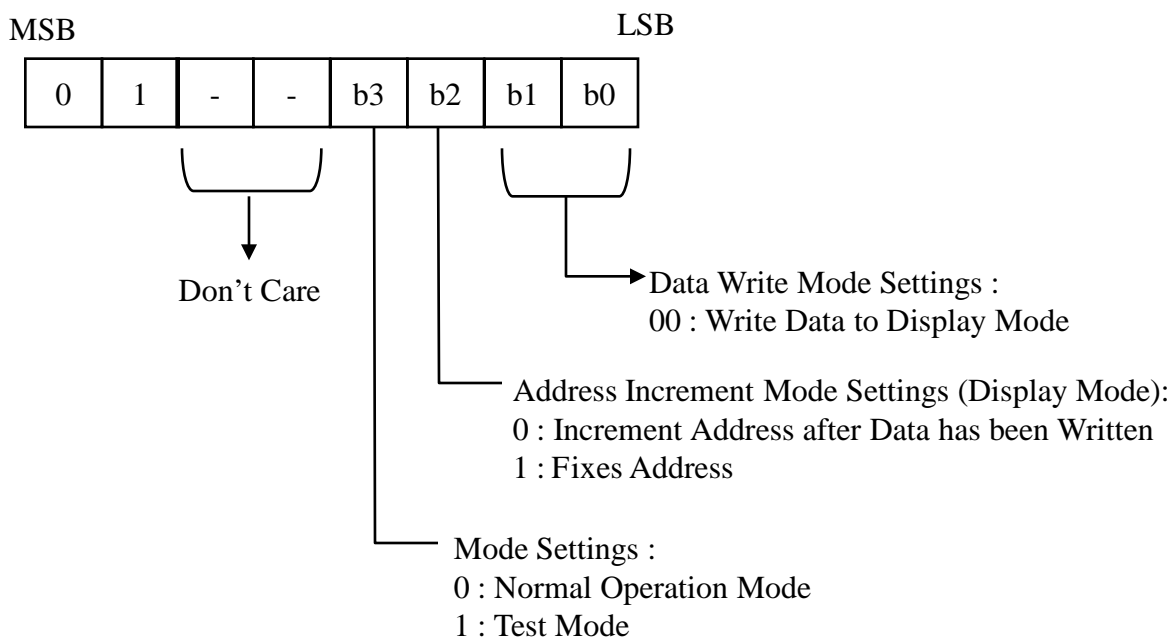 MSB LSB
0 1 - - b3 b2 b1 b0
Don’t Care
Data Write Mode Settings :
00 : Write Data to Display Mode
Address Increment Mode Settings (Display Mode):
0 : Increment Address after Data has been Written
1 : Fixes Address
Mode Settings :
0 : Normal Operation Mode
1 : Test Mode